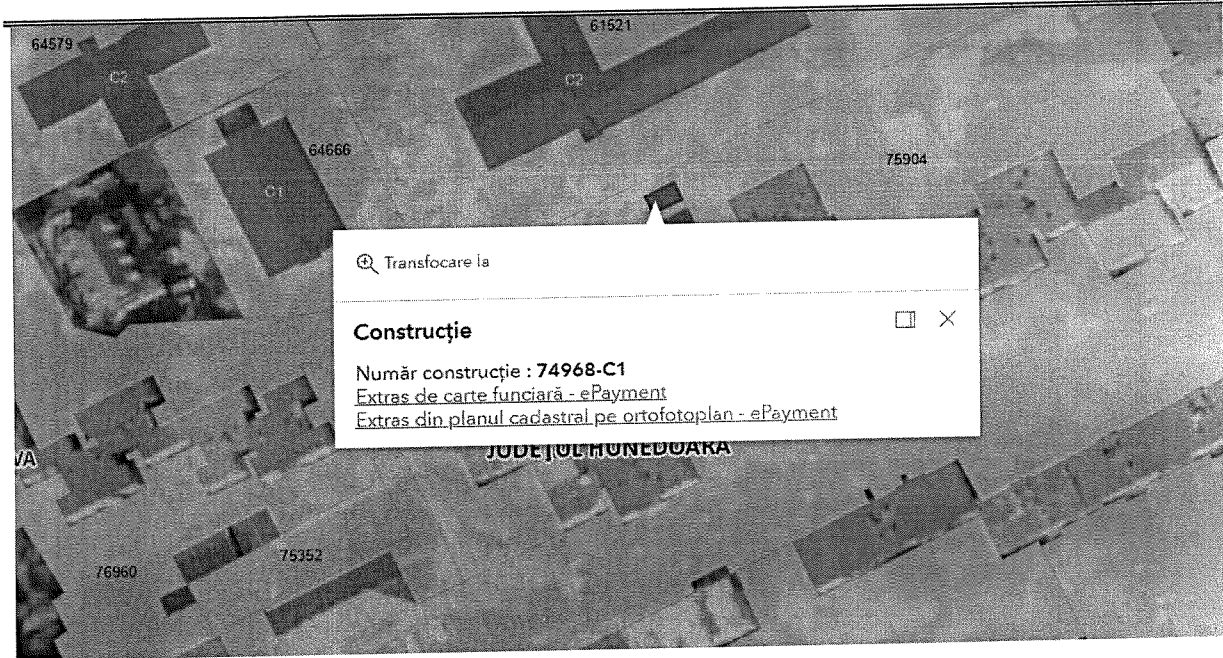 64579
61521
C2
C2
64666
75904
C1
Transfocare la
Construcție
Număr construcție : 74968-C1
Extras de carte funciară - ePayment
Extras din planul cadastral pe ortofotoplan - ePayment
VA
JUDEȚUL HUNEDOARA
75352
76960